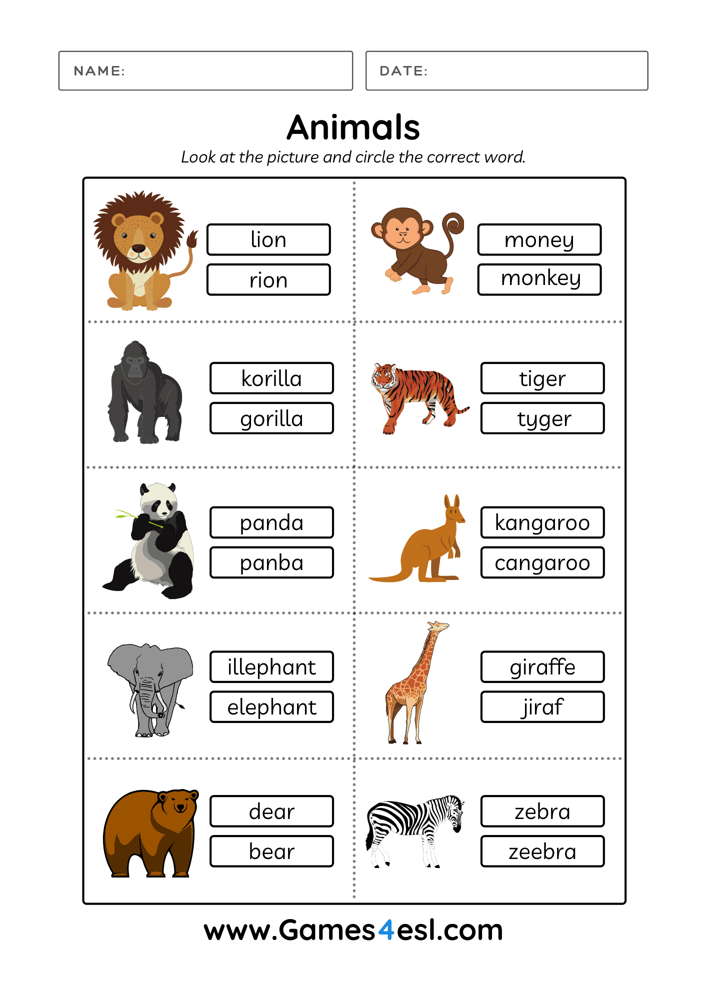 NAME:
DATE:
Animals
Look at the picture and circle the correct word.
lion
rion
money
monkey
korilla
gorilla
tiger
tyger
panda
panba
kangaroo
cangaroo
illephant
elephant
giraffe
jiraf
dear
bear
zebra
zeebra
www.Games4esl.com